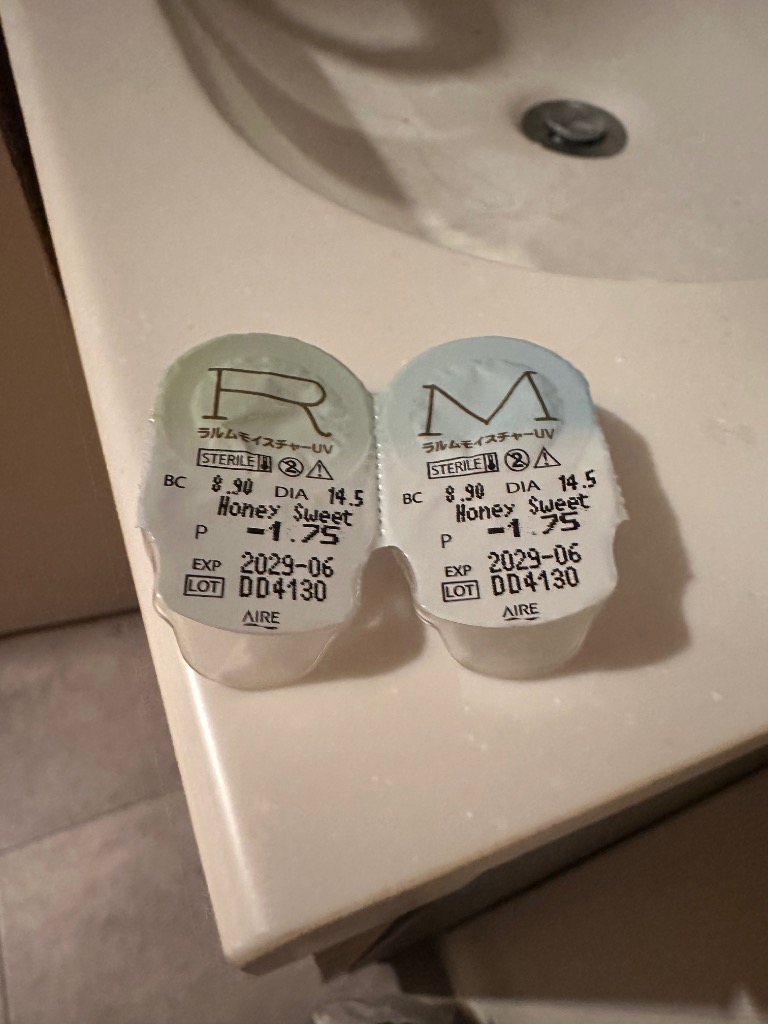 R
ラルムモイスチャーUV
STERILE
BC 8.90 DIA 14.5
Honey Sweet
P -1.75
EXP 2029-06
LOT DD4130
AIRE
M
ラルムモイスチャーUV
STERILE
BC 8.90 DIA 14.5
Honey Sweet
P -1.75
EXP 2029-06
LOT DD4130
AIRE